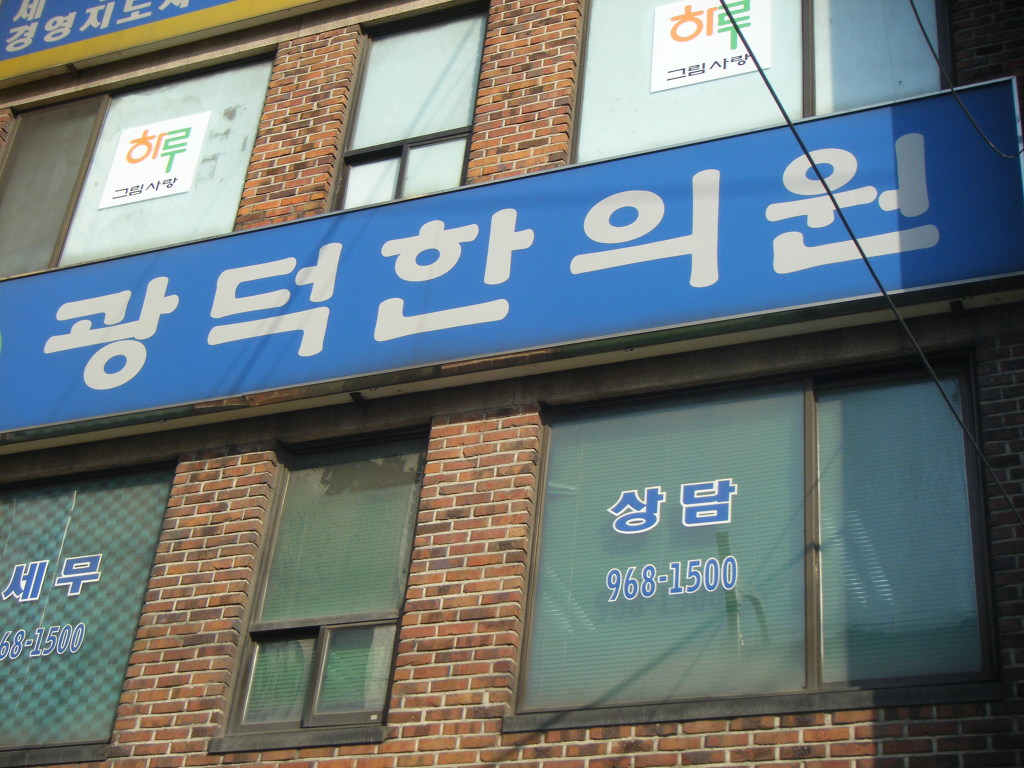 세
경영지도사
하루
그림사랑
하루
그림사랑
광덕한의원
상담
968-1500
세무
68-1500